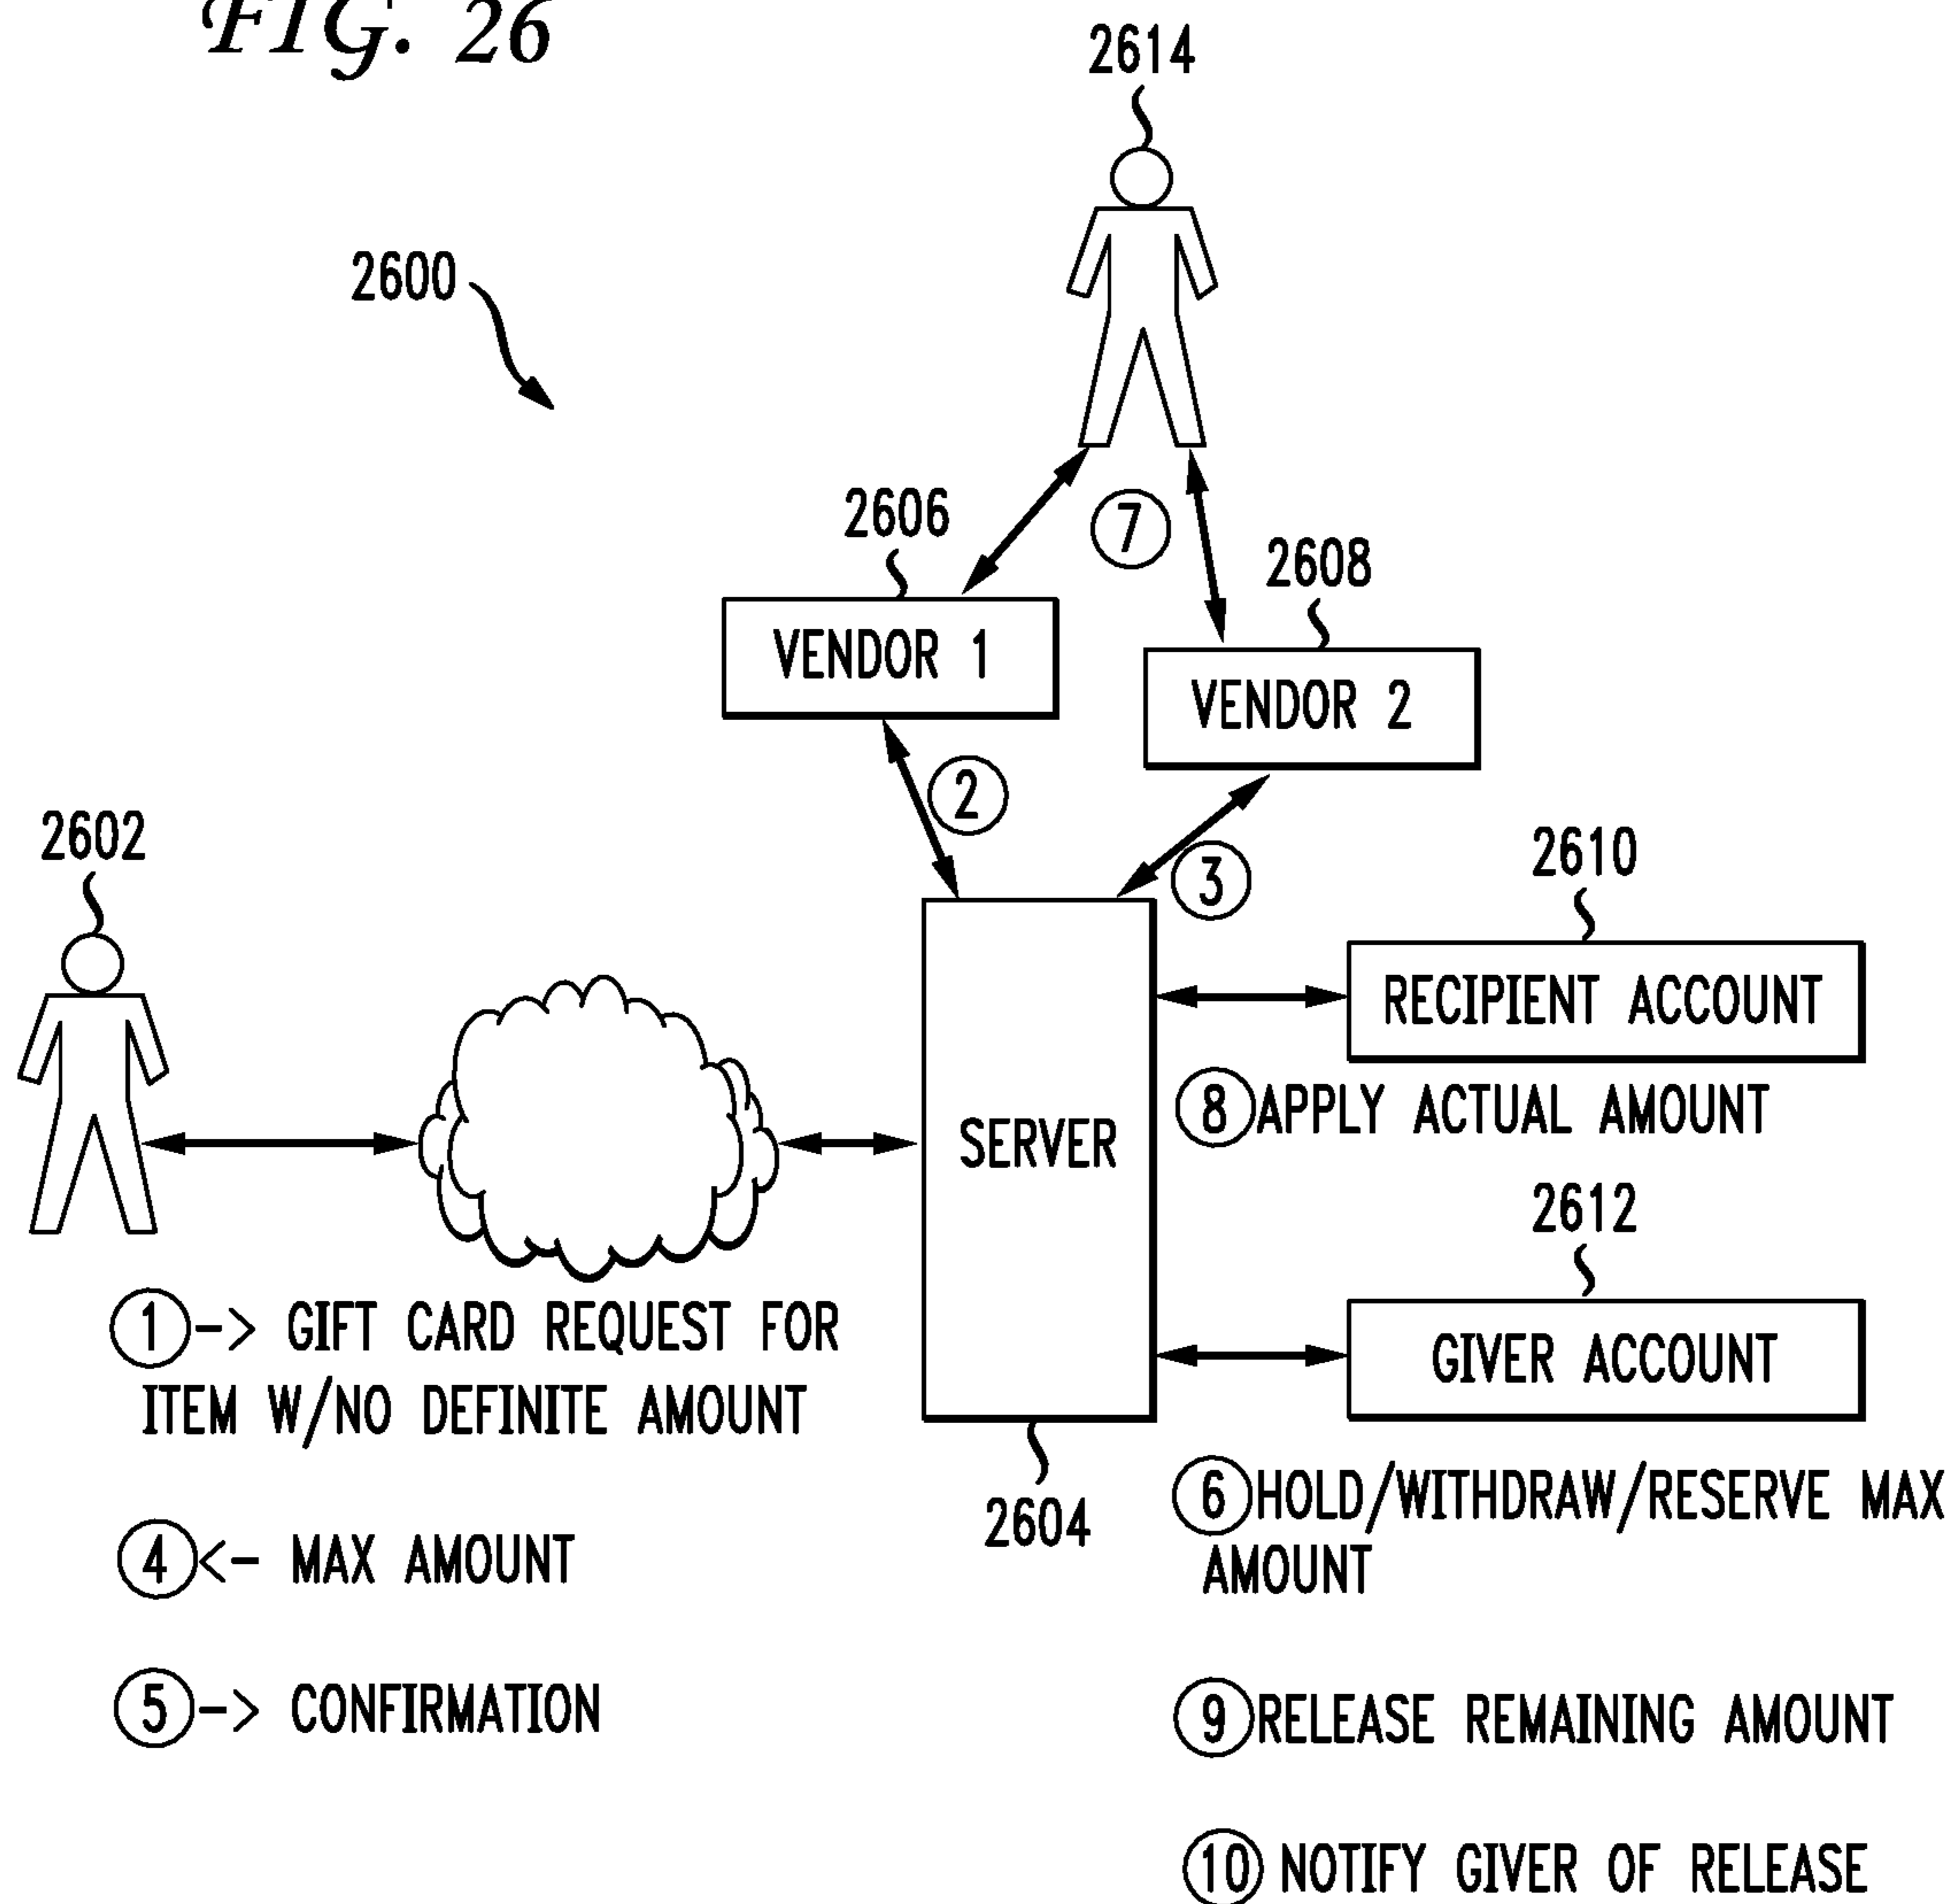 FIG. 26
2614
2600
2606
7
2608
VENDOR 1
VENDOR 2
2
2602
3
2610
RECIPIENT ACCOUNT
8 APPLY ACTUAL AMOUNT
SERVER
2612
1 -> GIFT CARD REQUEST FOR
ITEM W/NO DEFINITE AMOUNT
GIVER ACCOUNT
2604
6 HOLD/WITHDRAW/RESERVE MAX
AMOUNT
4 <- MAX AMOUNT
5 -> CONFIRMATION
9 RELEASE REMAINING AMOUNT
10 NOTIFY GIVER OF RELEASE